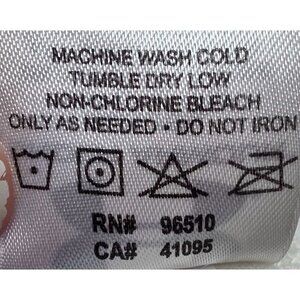 MACHINE WASH COLD
TUMBLE DRY LOW
NON-CHLORINE BLEACH
ONLY AS NEEDED • DO NOT IRON
RN# 96510
CA# 41095